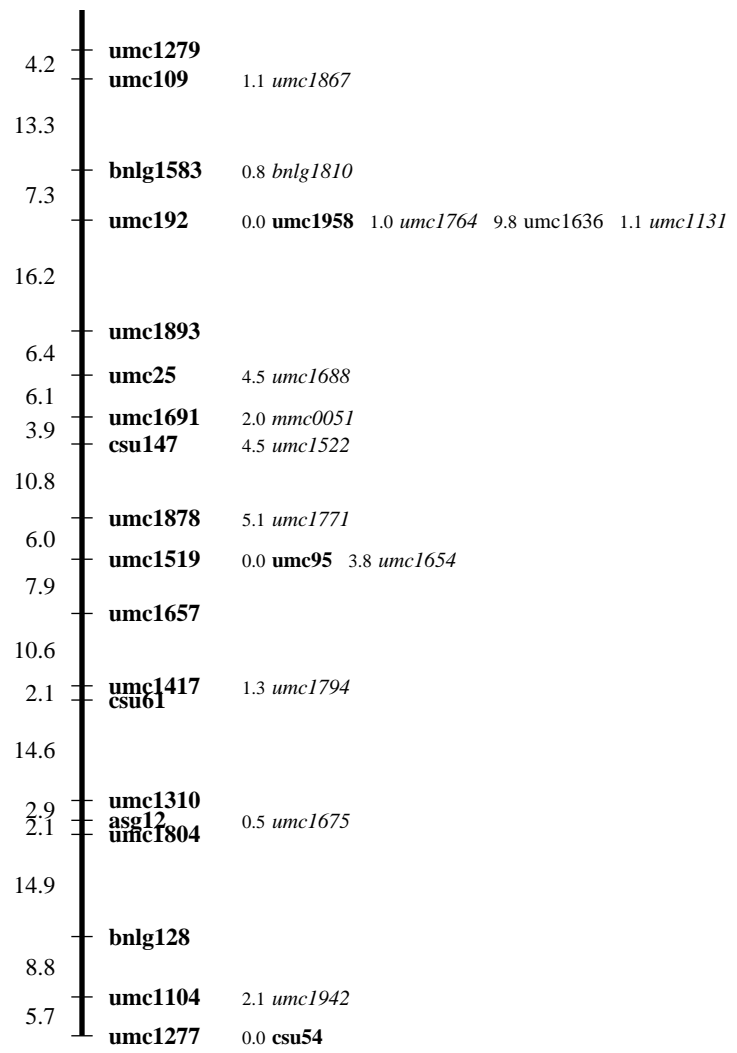 umc1279
4.2
umc109 1.1 umc1867
13.3
bnlg1583 0.8 bnlg1810
7.3
umc192 0.0 umc1958 1.0 umc1764 9.8 umc1636 1.1 umc1131
16.2
umc1893
6.4
umc25 4.5 umc1688
6.1
umc1691 2.0 mmc0051
3.9
csu147 4.5 umc1522
10.8
umc1878 5.1 umc1771
6.0
umc1519 0.0 umc95 3.8 umc1654
7.9
umc1657
10.6
umc1417 1.3 umc1794
2.1
csu61
14.6
umc1310
2.9
asg12 0.5 umc1675
2.1
umc1804
14.9
bnlg128
8.8
umc1104 2.1 umc1942
5.7
umc1277 0.0 csu54